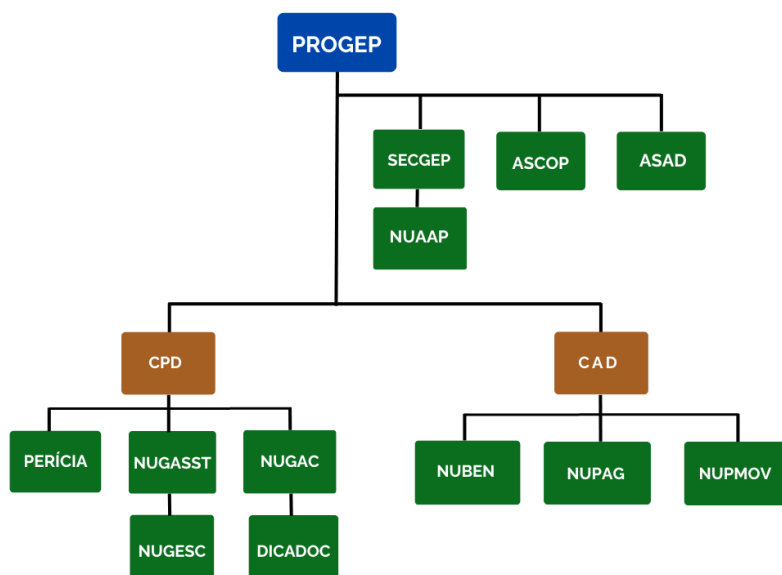 PROGEP
SECGEP
ASCOP
ASAD
NUAAP
CPD
CAD
PERÍCIA
NUGASST
NUGAC
NUBEN
NUPAG
NUPMOV
NUGESC
DICADOC